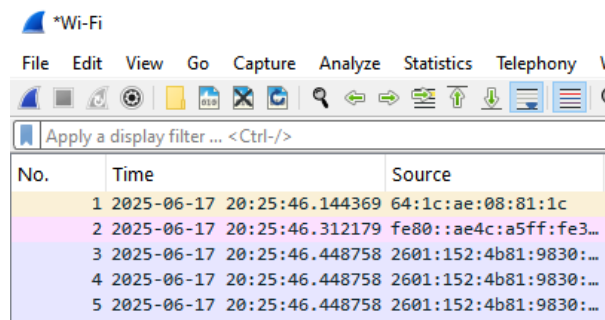 *Wi-Fi
File Edit View Go Capture Analyze Statistics Telephony
Apply a display filter ... <Ctrl-/>
No. Time Source
1 2025-06-17 20:25:46.144369 64:1c:ae:08:81:1c
2 2025-06-17 20:25:46.312179 fe80::ae4c:a5ff:fe3…
3 2025-06-17 20:25:46.448758 2601:152:4b81:9830:…
4 2025-06-17 20:25:46.448758 2601:152:4b81:9830:…
5 2025-06-17 20:25:46.448758 2601:152:4b81:9830:…